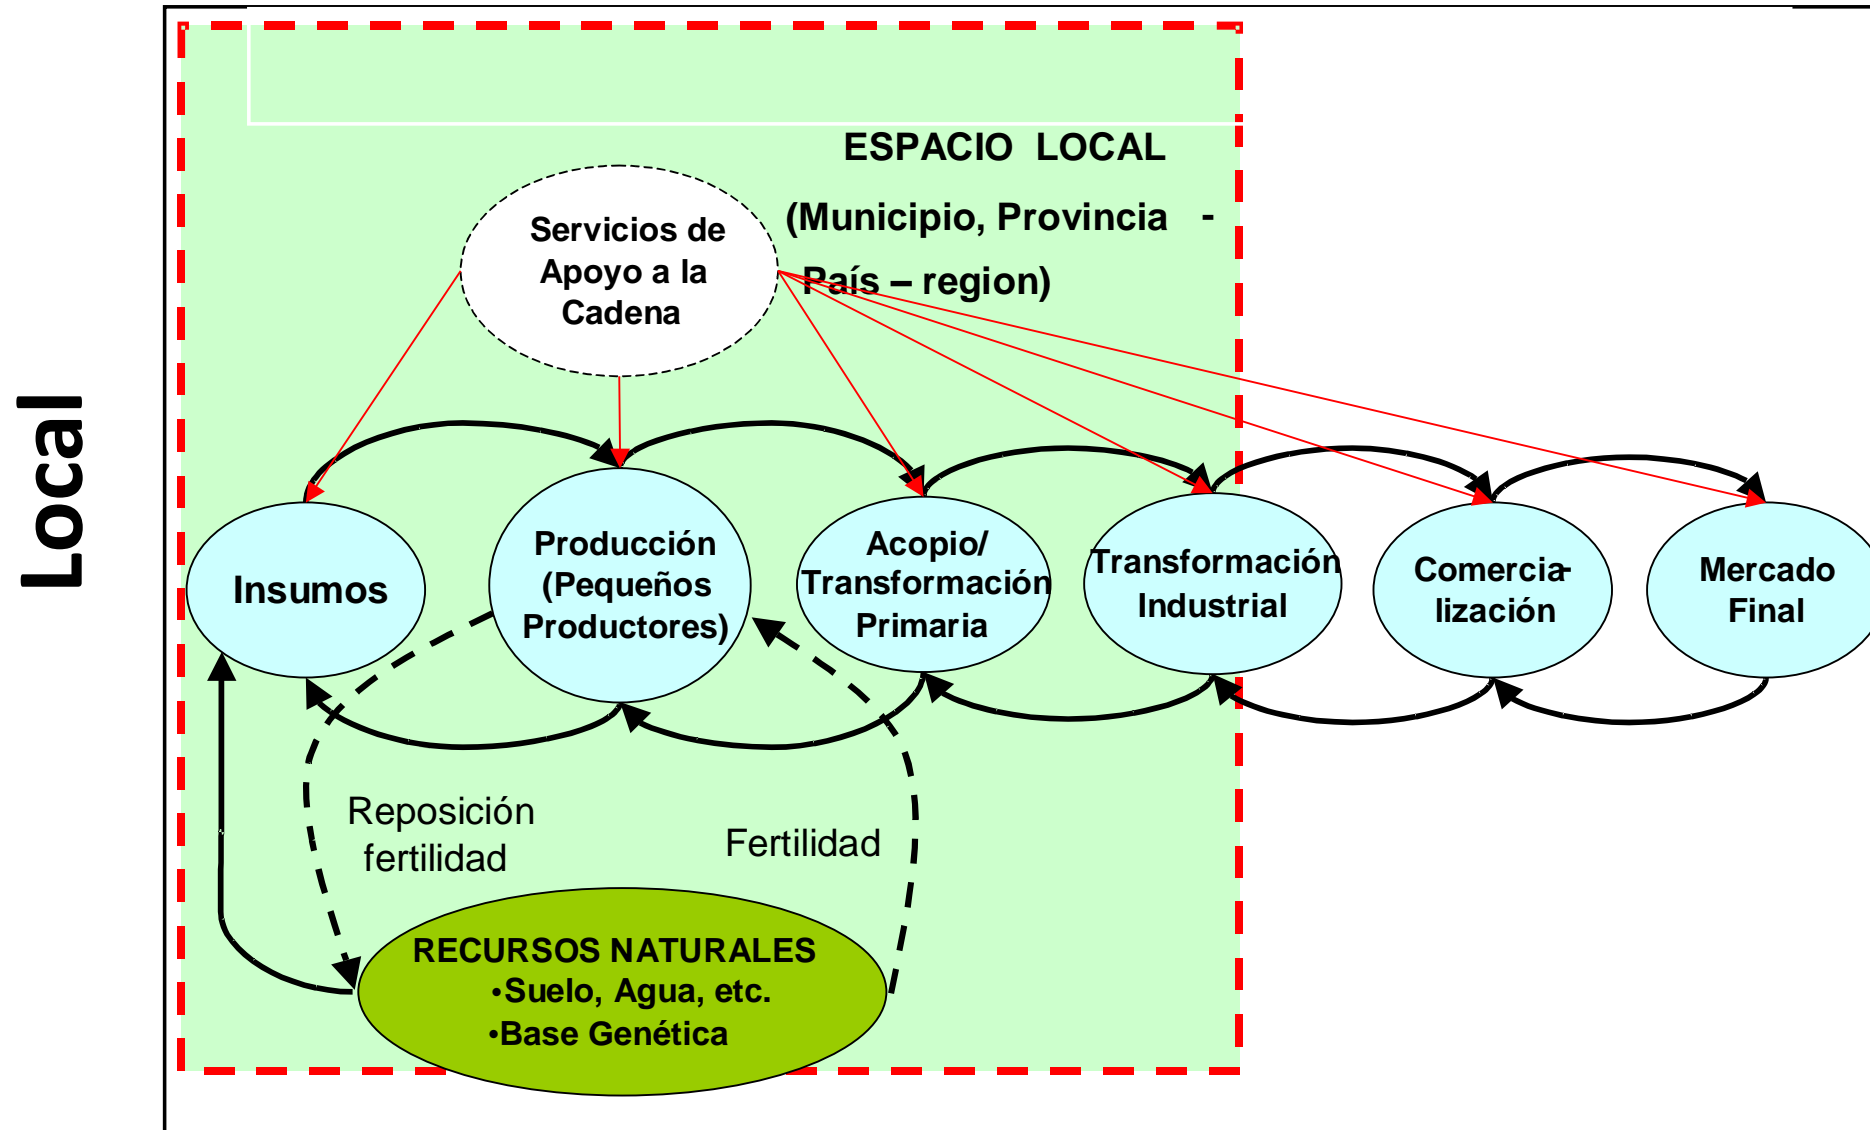 Local
ESPACIO LOCAL
(Municipio, Provincia -
País – region)
Servicios de
Apoyo a la
Cadena
Insumos
Producción
(Pequeños
Productores)
Acopio/
Transformación
Primaria
Transformación
Industrial
Comercia-
lización
Mercado
Final
Reposición
fertilidad
Fertilidad
RECURSOS NATURALES
•Suelo, Agua, etc.
•Base Genética